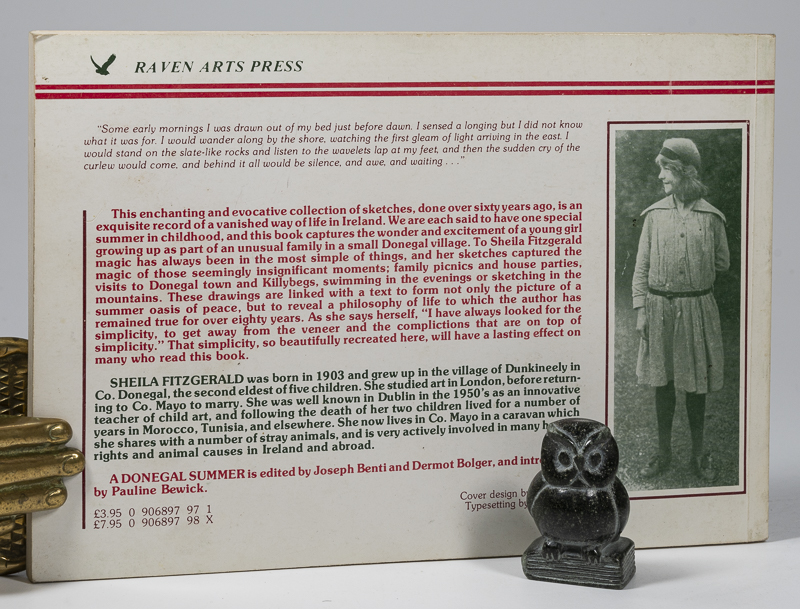 RAVEN ARTS PRESS
"Some early mornings I was drawn out of my bed just before dawn. I sensed a longing but I did not know
what it was for. I would wander along by the shore, watching the first gleam of light arriving in the east. I
would stand on the slate-like rocks and listen to the wavelets lap at my feet, and then the sudden cry of the
curlew would come, and behind it all would be silence, and awe, and waiting . . ."
This enchanting and evocative collection of sketches, done over sixty years ago, is an
exquisite record of a vanished way of life in Ireland. We are each said to have one special
summer in childhood, and this book captures the wonder and excitement of a young girl
growing up as part of an unusual family in a small Donegal village. To Sheila Fitzgerald
magic has always been in the most simple of things, and her sketches captured the
magic of those seemingly insignificant moments; family picnics and house parties,
visits to Donegal town and Killybegs, swimming in the evenings or sketching in the
mountains. These drawings are linked with a text to form not only the picture of a
summer oasis of peace, but to reveal a philosophy of life to which the author has
remained true for over eighty years. As she says herself, "I have always looked for the
simplicity, to get away from the veneer and the complictions that are on top of
simplicity." That simplicity, so beautifully recreated here, will have a lasting effect on
many who read this book.
SHEILA FITZGERALD was born in 1903 and grew up in the village of Dunkineely in
Co. Donegal, the second eldest of five children. She studied art in London, before return-
ing to Co. Mayo to marry. She was well known in Dublin in the 1950's as an innovative
teacher of child art, and following the death of her two children lived for a number of
years in Morocco, Tunisia, and elsewhere. She now lives in Co. Mayo in a caravan which
she shares with a number of stray animals, and is very actively involved in many
rights and animal causes in Ireland and abroad.
A DONEGAL SUMMER is edited by Joseph Benti and Dermot Bolger, and
by Pauline Bewick.
Cover design by
Typesetting by
£3.95 0 906897 97 1
£7.95 0 906897 98 X